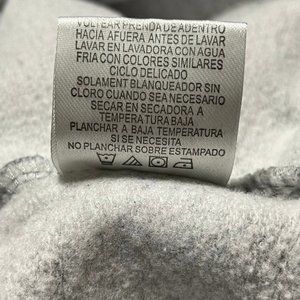 VOLTEAR PRENDA DE ADENTRO
HACIA AFUERA ANTES DE LAVAR
LAVAR EN LAVADORA CON AGUA
FRIA CON COLORES SIMILARES
CICLO DELICADO
SOLAMENT BLANQUEADOR SIN
CLORO CUANDO SEA NECESARIO
SECAR EN SECADORA A
TEMPERATURA BAJA
PLANCHAR A BAJA TEMPERATURA
SI SE NECESITA
NO PLANCHAR SOBRE ESTAMPADO